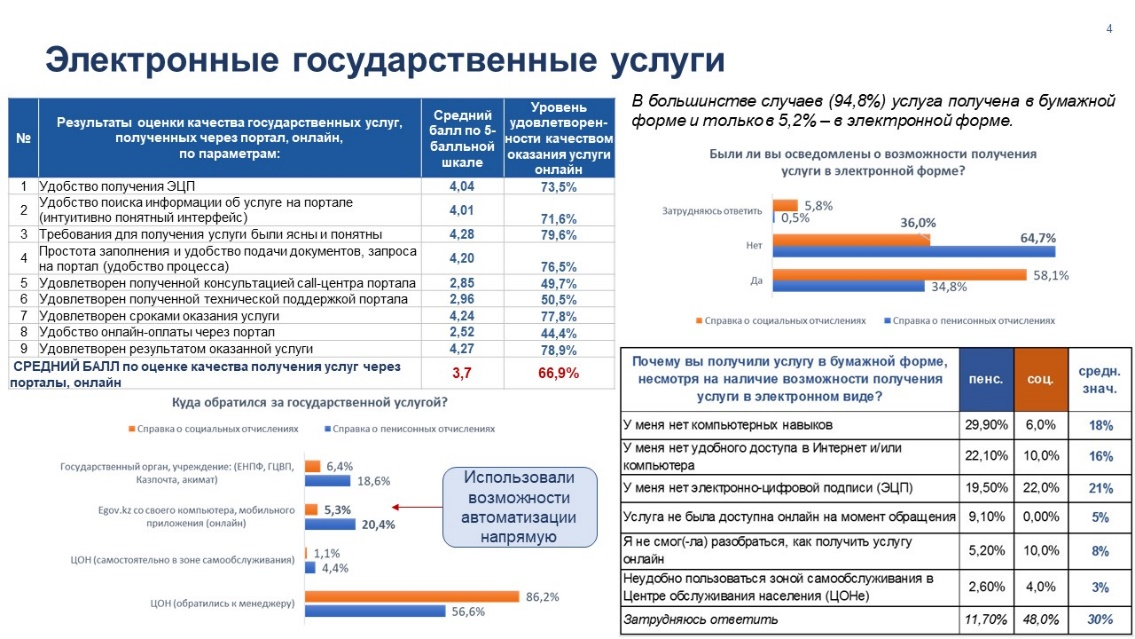 4
Электронные государственные услуги
№
Результаты оценки качества государственных услуг,
полученных через портал, онлайн,
по параметрам:
Средний
балл по 5-
балльной
шкале
Уровень
удовлетворен-
ности качеством
оказания услуги
онлайн
1 Удобство получения ЭЦП 4,04 73,5%
2 Удобство поиска информации об услуге на портале
(интуитивно понятный интерфейс) 4,01 71,6%
3 Требования для получения услуги были ясны и понятны 4,28 79,6%
4 Простота заполнения и удобство подачи документов, запроса
на портал (удобство процесса) 4,20 76,5%
5 Удовлетворен полученной консультацией call-центра портала 2,85 49,7%
6 Удовлетворен полученной технической поддержкой портала 2,96 50,5%
7 Удовлетворен сроками оказания услуги 4,24 77,8%
8 Удобство онлайн-оплаты через портал 2,52 44,4%
9 Удовлетворен результатом оказанной услуги 4,27 78,9%
СРЕДНИЙ БАЛЛ по оценке качества получения услуг через
порталы, онлайн 3,7 66,9%
Куда обратился за государственной услугой?
Справка о социальных отчислениях Справка о пенисонных отчислениях
Государственный орган, учреждение: (ЕНПФ, ГЦВП,
Казпочта, акимат)
6,4%
18,6%
Egov.kz со своего компьютера, мобильного
приложения (онлайн)
5,3%
20,4%
ЦОН (самостоятельно в зоне самообслуживания)
1,1%
4,4%
ЦОН (обратились к менеджеру)
86,2%
56,6%
Использовали
возможности
автоматизации
напрямую
В большинстве случаев (94,8%) услуга получена в бумажной
форме и только в 5,2% – в электронной форме.
Были ли вы осведомлены о возможности получения
услуги в электронной форме?
Затрудняюсь ответить
5,8%
0,5%
Нет
36,0%
64,7%
Да
58,1%
34,8%
Справка о социальных отчислениях Справка о пенисонных отчислениях
Почему вы получили услугу в бумажной форме,
несмотря на наличие возможности получения
услуги в электронном виде?
пенс.
соц.
средн.
знач.
У меня нет компьютерных навыков 29,90% 6,0% 18%
У меня нет удобного доступа в Интернет и/или
компьютера 22,10% 10,0% 16%
У меня нет электронно-цифровой подписи (ЭЦП) 19,50% 22,0% 21%
Услуга не была доступна онлайн на момент обращения 9,10% 0,00% 5%
Я не смог(-ла) разобраться, как получить услугу
онлайн 5,20% 10,0% 8%
Неудобно пользоваться зоной самообслуживания в
Центре обслуживания населения (ЦОНе) 2,60% 4,0% 3%
Затрудняюсь ответить 11,70% 48,0% 30%